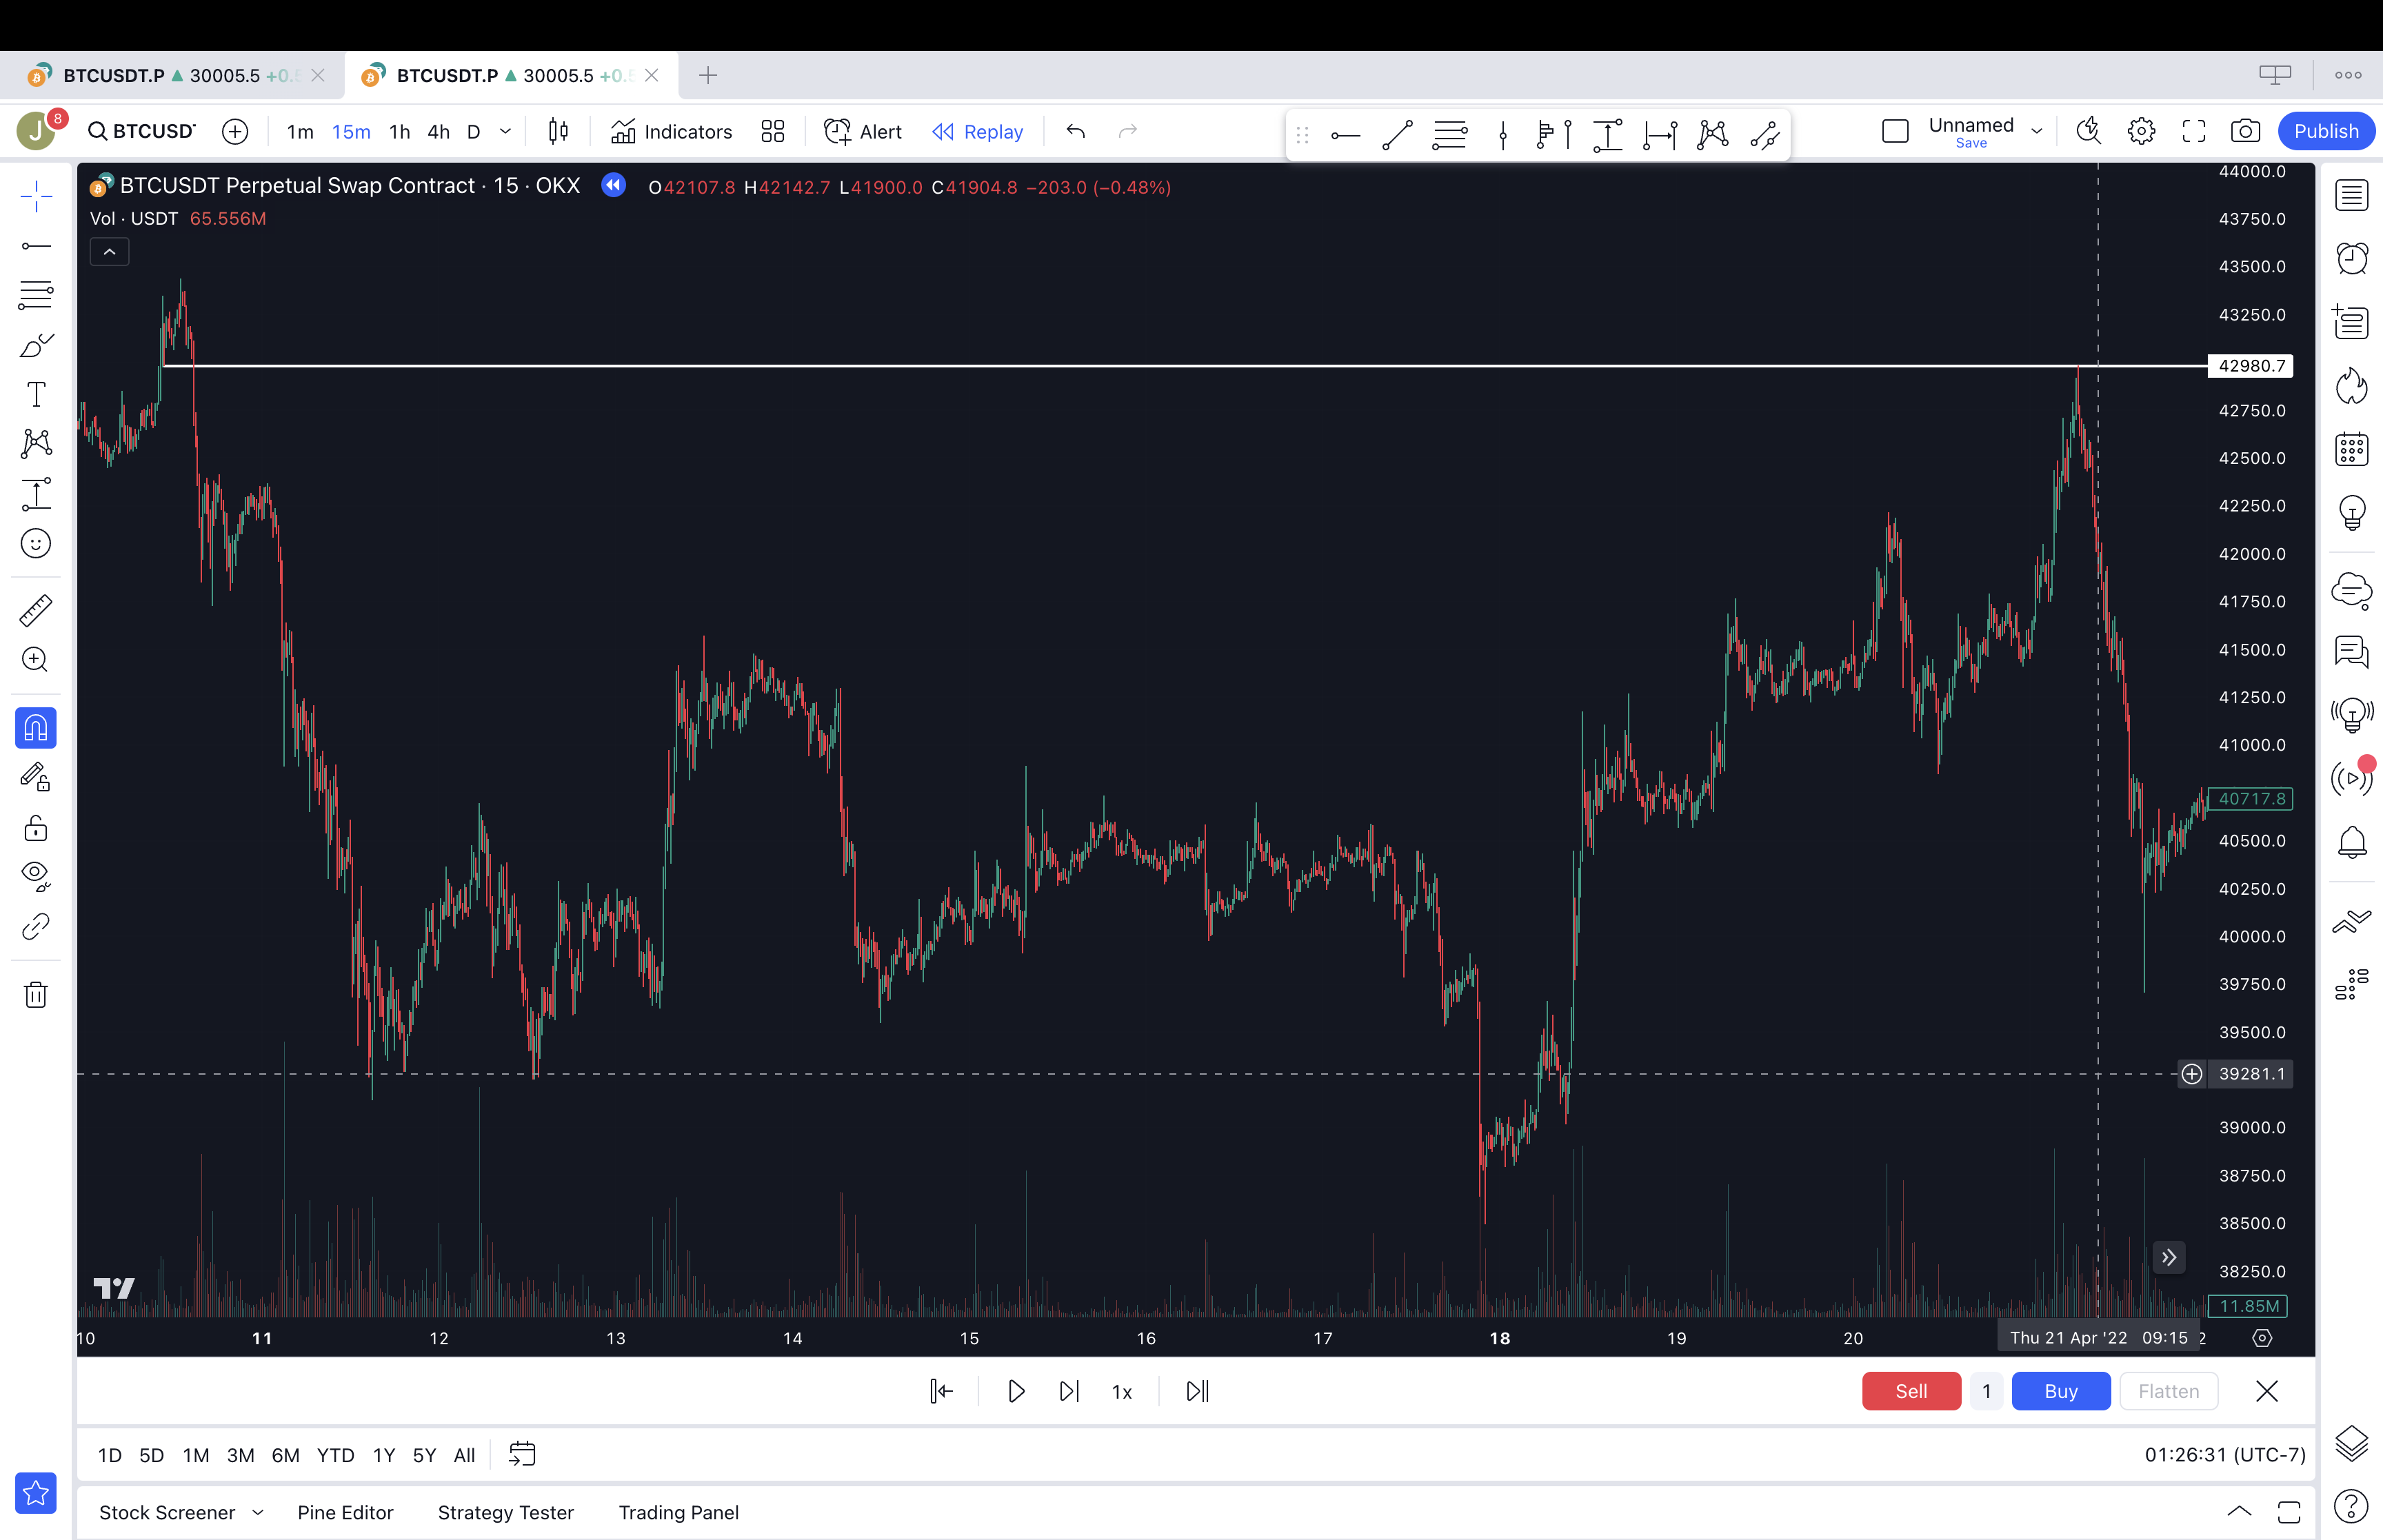 BTCUSDT.P ▲ 30005.5 +0.5
BTCUSDT.P ▲ 30005.5 +0.5
J
8
BTCUSDT
1m 15m 1h 4h D
Indicators
Alert
Replay
Unnamed
Save
Publish
BTCUSDT Perpetual Swap Contract · 15 · OKX
O42107.8 H42142.7 L41900.0 C41904.8 −203.0 (−0.48%)
Vol · USDT 65.556M
44000.0
43750.0
43500.0
43250.0
42980.7
42750.0
42500.0
42250.0
42000.0
41750.0
41500.0
41250.0
41000.0
40717.8
40500.0
40250.0
40000.0
39750.0
39500.0
39281.1
39000.0
38750.0
38500.0
38250.0
11.85M
10 11 12 13 14 15 16 17 18 19 20 Thu 21 Apr '22 09:15 2
1x
Sell 1 Buy Flatten
1D 5D 1M 3M 6M YTD 1Y 5Y All
01:26:31 (UTC-7)
Stock Screener Pine Editor Strategy Tester Trading Panel